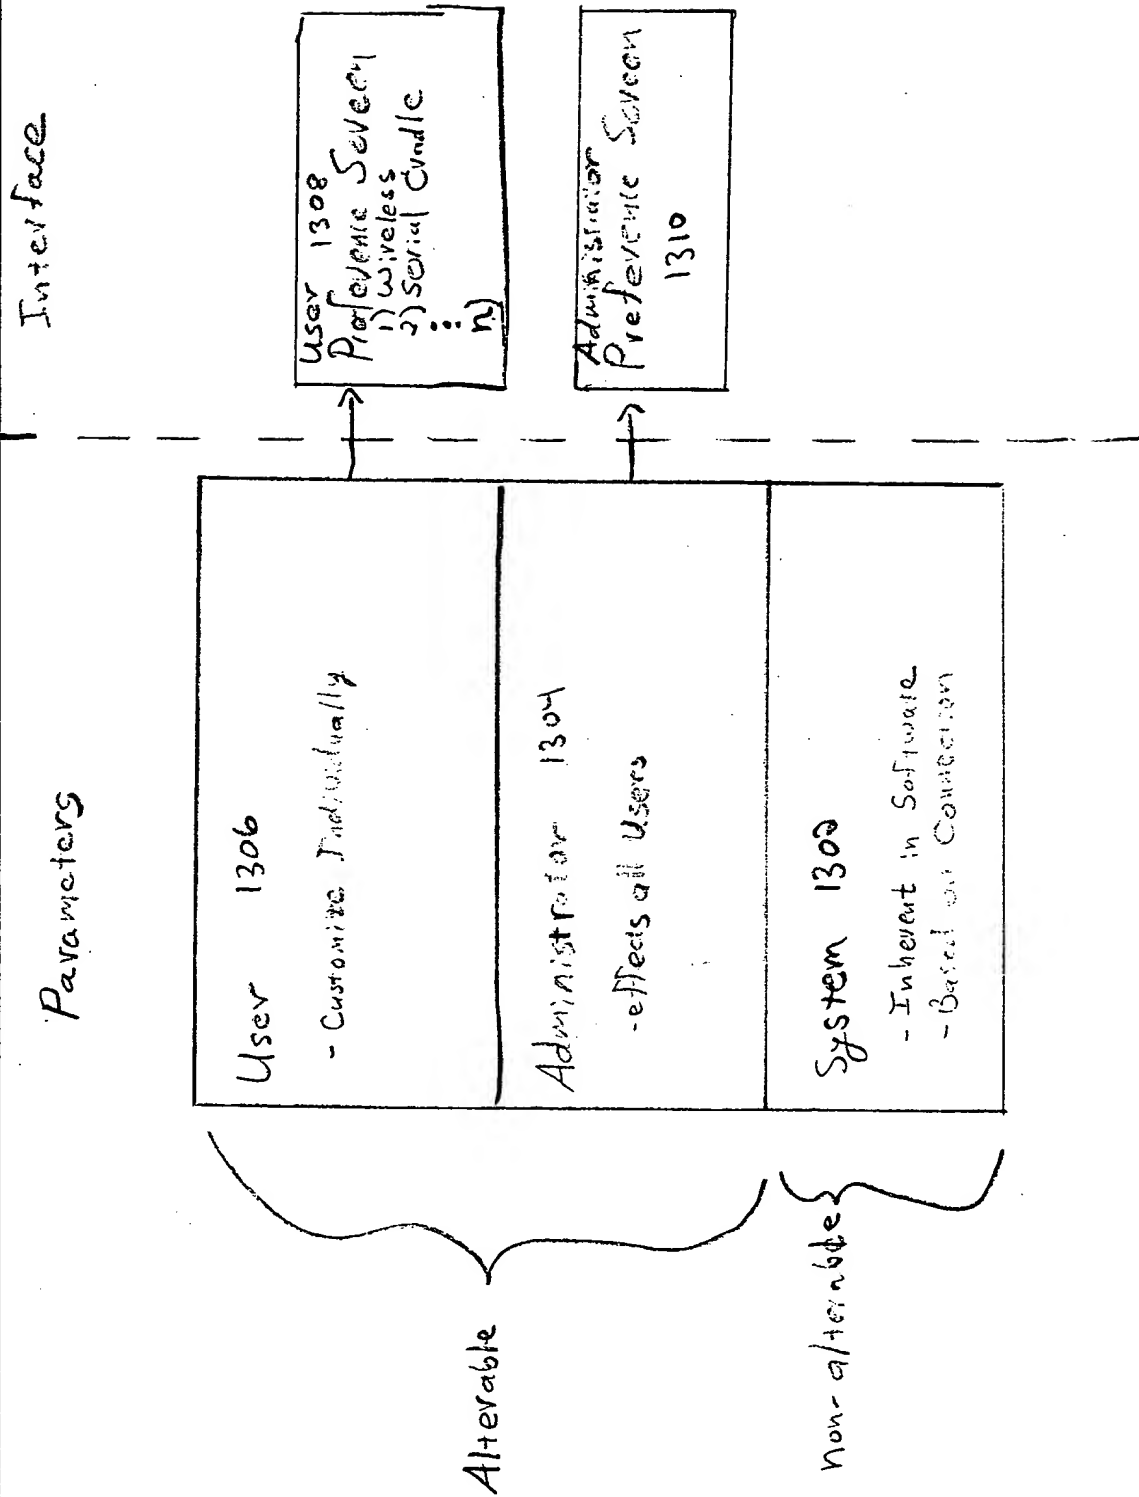 Parameters
Interface
User 1306
- Customize Individually
Administrator 1304
-effects all Users
System 1302
- Inherent in Software
- Based on Connection
Alterable
non-alterable
User 1308
Preference Screen
1) Wireless
2) Serial Cradle
⋮
n)
Administrator
Preference Screen
1310